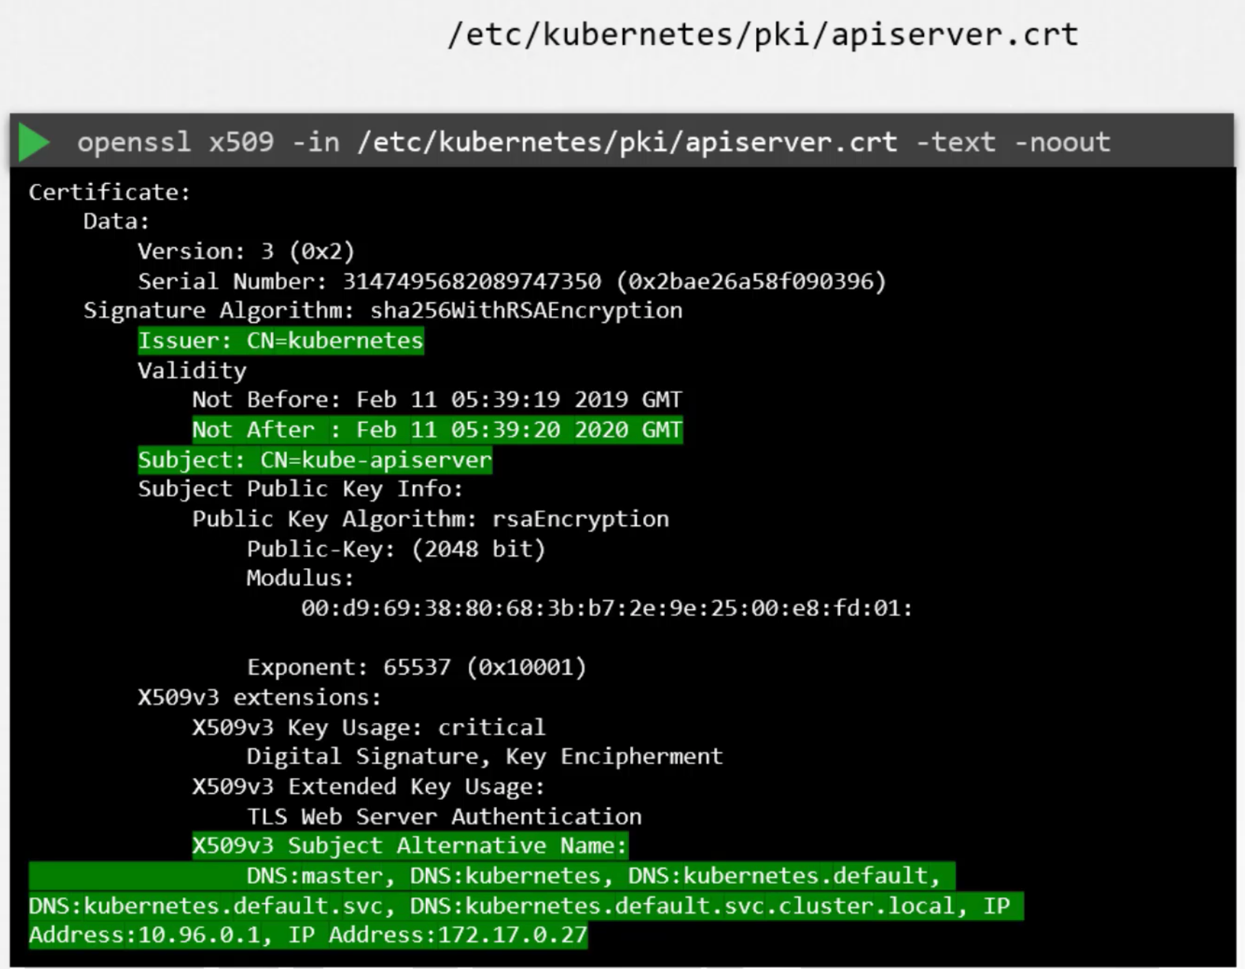 /etc/kubernetes/pki/apiserver.crt
openssl x509 -in /etc/kubernetes/pki/apiserver.crt -text -noout
Certificate:
Data:
Version: 3 (0x2)
Serial Number: 3147495682089747350 (0x2bae26a58f090396)
Signature Algorithm: sha256WithRSAEncryption
Issuer: CN=kubernetes
Validity
Not Before: Feb 11 05:39:19 2019 GMT
Not After : Feb 11 05:39:20 2020 GMT
Subject: CN=kube-apiserver
Subject Public Key Info:
Public Key Algorithm: rsaEncryption
Public-Key: (2048 bit)
Modulus:
00:d9:69:38:80:68:3b:b7:2e:9e:25:00:e8:fd:01:
Exponent: 65537 (0x10001)
X509v3 extensions:
X509v3 Key Usage: critical
Digital Signature, Key Encipherment
X509v3 Extended Key Usage:
TLS Web Server Authentication
X509v3 Subject Alternative Name:
DNS:master, DNS:kubernetes, DNS:kubernetes.default,
DNS:kubernetes.default.svc, DNS:kubernetes.default.svc.cluster.local, IP
Address:10.96.0.1, IP Address:172.17.0.27